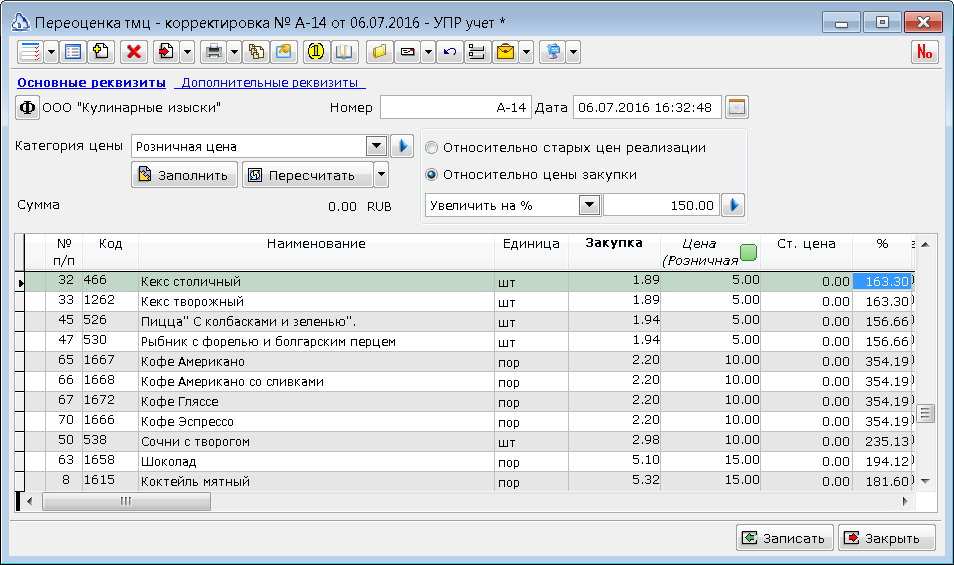 Переоценка тмц - корректировка № А-14 от 06.07.2016 - УПР учет *
No
Основные реквизиты Дополнительные реквизиты
Ф ООО "Кулинарные изыски" Номер А-14 Дата 06.07.2016 16:32:48
Категория цены Розничная цена
Относительно старых цен реализации
Заполнить Пересчитать
Относительно цены закупки
Сумма 0.00 RUB
Увеличить на % 150.00
№ п/п Код Наименование Единица Закупка Цена (Розничная Ст. цена %
32 466 Кекс столичный шт 1.89 5.00 0.00 163.30
33 1262 Кекс творожный шт 1.89 5.00 0.00 163.30
45 526 Пицца" С колбасками и зеленью". шт 1.94 5.00 0.00 156.66
47 530 Рыбник с форелью и болгарским перцем шт 1.94 5.00 0.00 156.66
65 1667 Кофе Американо пор 2.20 10.00 0.00 354.19
66 1668 Кофе Американо со сливками пор 2.20 10.00 0.00 354.19
67 1672 Кофе Гляссе пор 2.20 10.00 0.00 354.19
70 1666 Кофе Эспрессо пор 2.20 10.00 0.00 354.19
50 538 Сочни с творогом шт 2.98 10.00 0.00 235.13
63 1658 Шоколад пор 5.10 15.00 0.00 194.12
8 1615 Коктейль мятный пор 5.32 15.00 0.00 181.60
Записать Закрыть